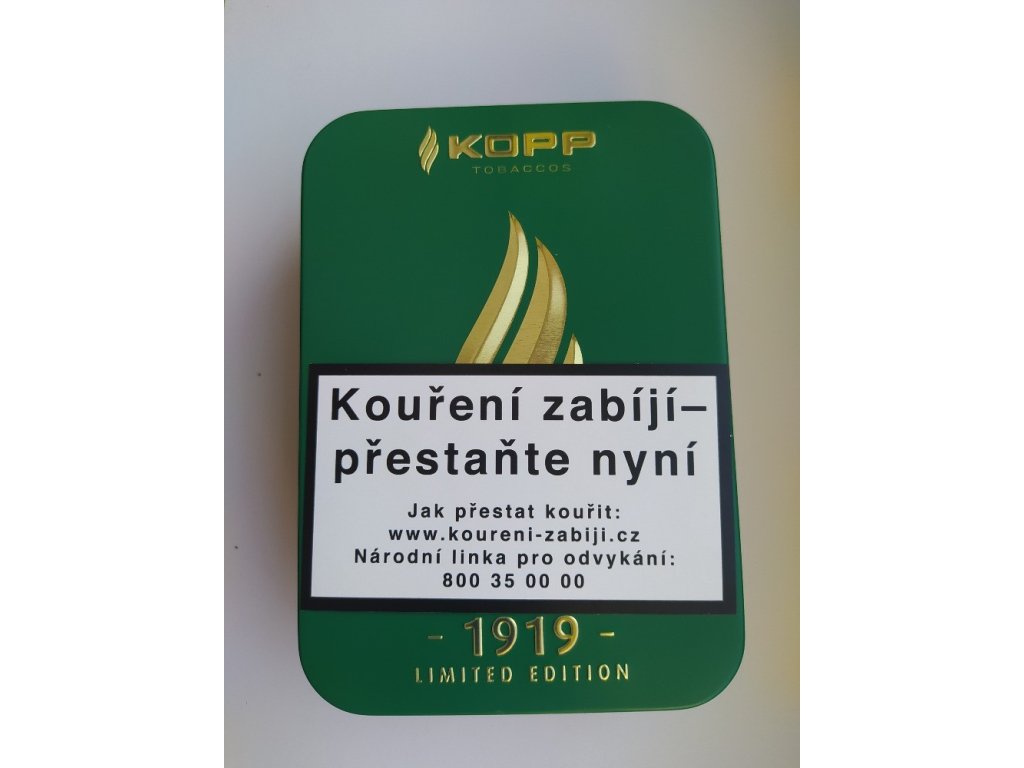 KOPP
TOBACCOS
Kouření zabíjí–
přestaňte nyní
Jak přestat kouřit:
www.koureni-zabiji.cz
Národní linka pro odvykání:
800 35 00 00
- 1919 -
LIMITED EDITION